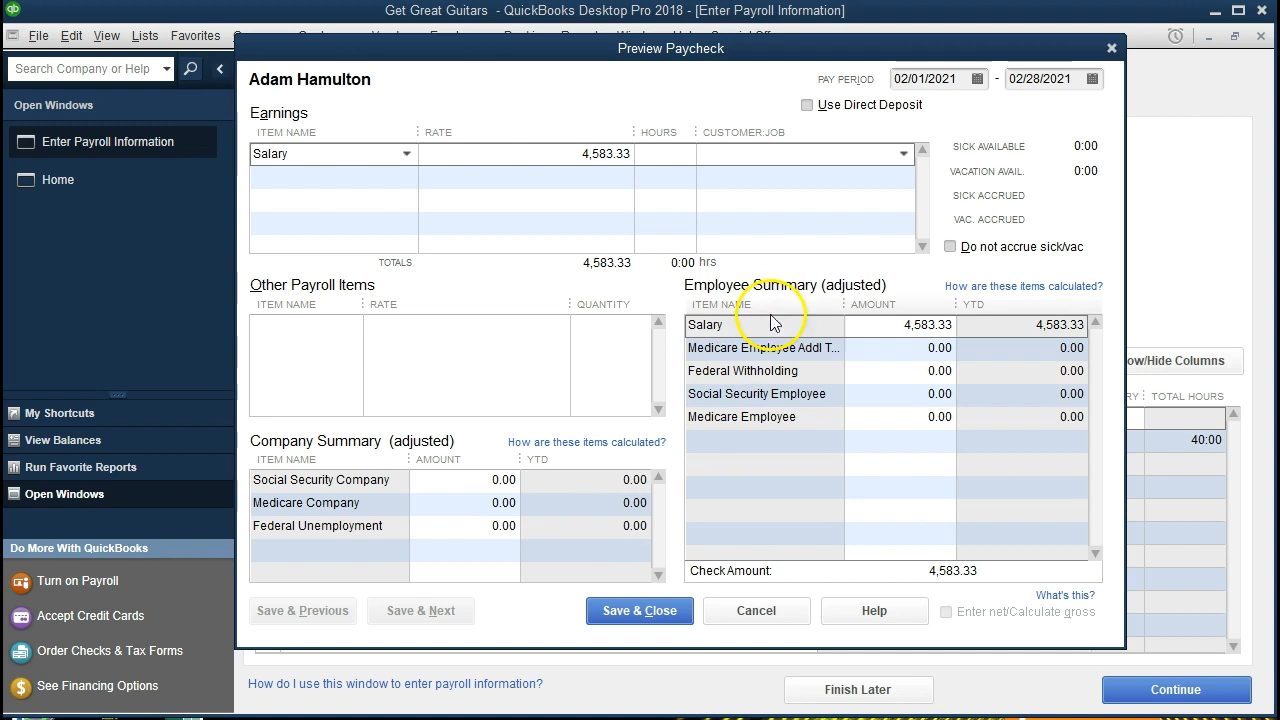 Get Great Guitars - QuickBooks Desktop Pro 2018 - [Enter Payroll Information]
File Edit View Lists Favorites
Preview Paycheck
Search Company or Help
Adam Hamulton
PAY PERIOD 02/01/2021 - 02/28/2021
Open Windows
Use Direct Deposit
Earnings
ITEM NAME RATE HOURS CUSTOMER:JOB
Enter Payroll Information
Salary 4,583.33
SICK AVAILABLE 0:00
VACATION AVAIL. 0:00
Home
SICK ACCRUED
VAC. ACCRUED
Do not accrue sick/vac
TOTALS 4,583.33 0:00 hrs
Other Payroll Items
ITEM NAME RATE QUANTITY
Employee Summary (adjusted) How are these items calculated?
ITEM NAME AMOUNT YTD
Salary 4,583.33 4,583.33
Medicare Employee Addl T... 0.00 0.00
Federal Withholding 0.00 0.00
Social Security Employee 0.00 0.00
Medicare Employee 0.00 0.00
ow/Hide Columns
RY TOTAL HOURS
40:00
My Shortcuts
View Balances
Run Favorite Reports
Open Windows
Company Summary (adjusted) How are these items calculated?
ITEM NAME AMOUNT YTD
Social Security Company 0.00 0.00
Medicare Company 0.00 0.00
Federal Unemployment 0.00 0.00
Check Amount: 4,583.33
Do More With QuickBooks
Turn on Payroll
Accept Credit Cards
Order Checks & Tax Forms
See Financing Options
What's this?
Save & Previous Save & Next Save & Close Cancel Help Enter net/Calculate gross
How do I use this window to enter payroll information?
Finish Later Continue